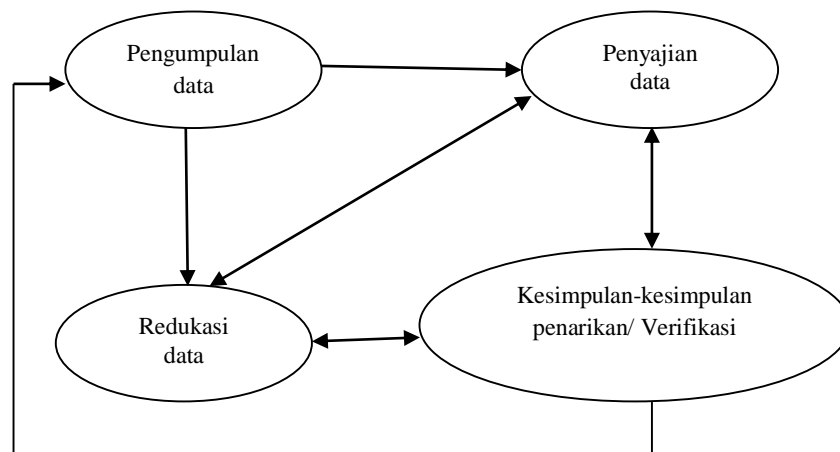 Pengumpulan
data
Penyajian
data
Redukasi
data
Kesimpulan-kesimpulan
penarikan/ Verifikasi